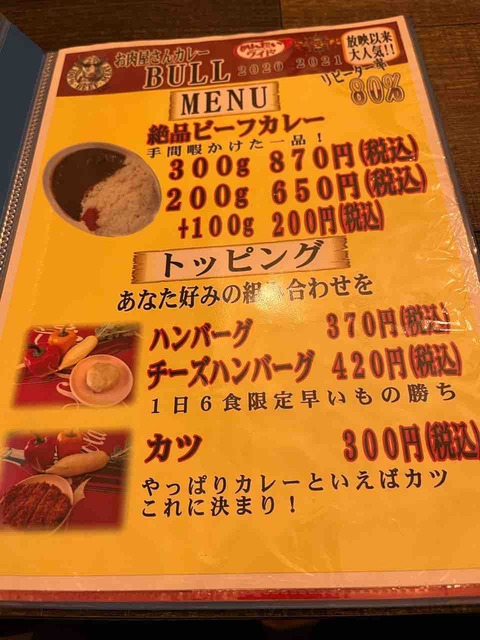 お肉屋さんカレー
BULL
2020 2021
放映以来
大人気!!
リピーター率
80%
MENU
絶品ビーフカレー
手間暇かけた一品！
300g 870円(税込)
200g 650円(税込)
+100g 200円(税込)
トッピング
あなた好みの組み合わせを
ハンバーグ 370円(税込)
チーズハンバーグ 420円(税込)
1日6食限定早いもの勝ち
カツ 300円(税込)
やっぱりカレーといえばカツ
これに決まり！